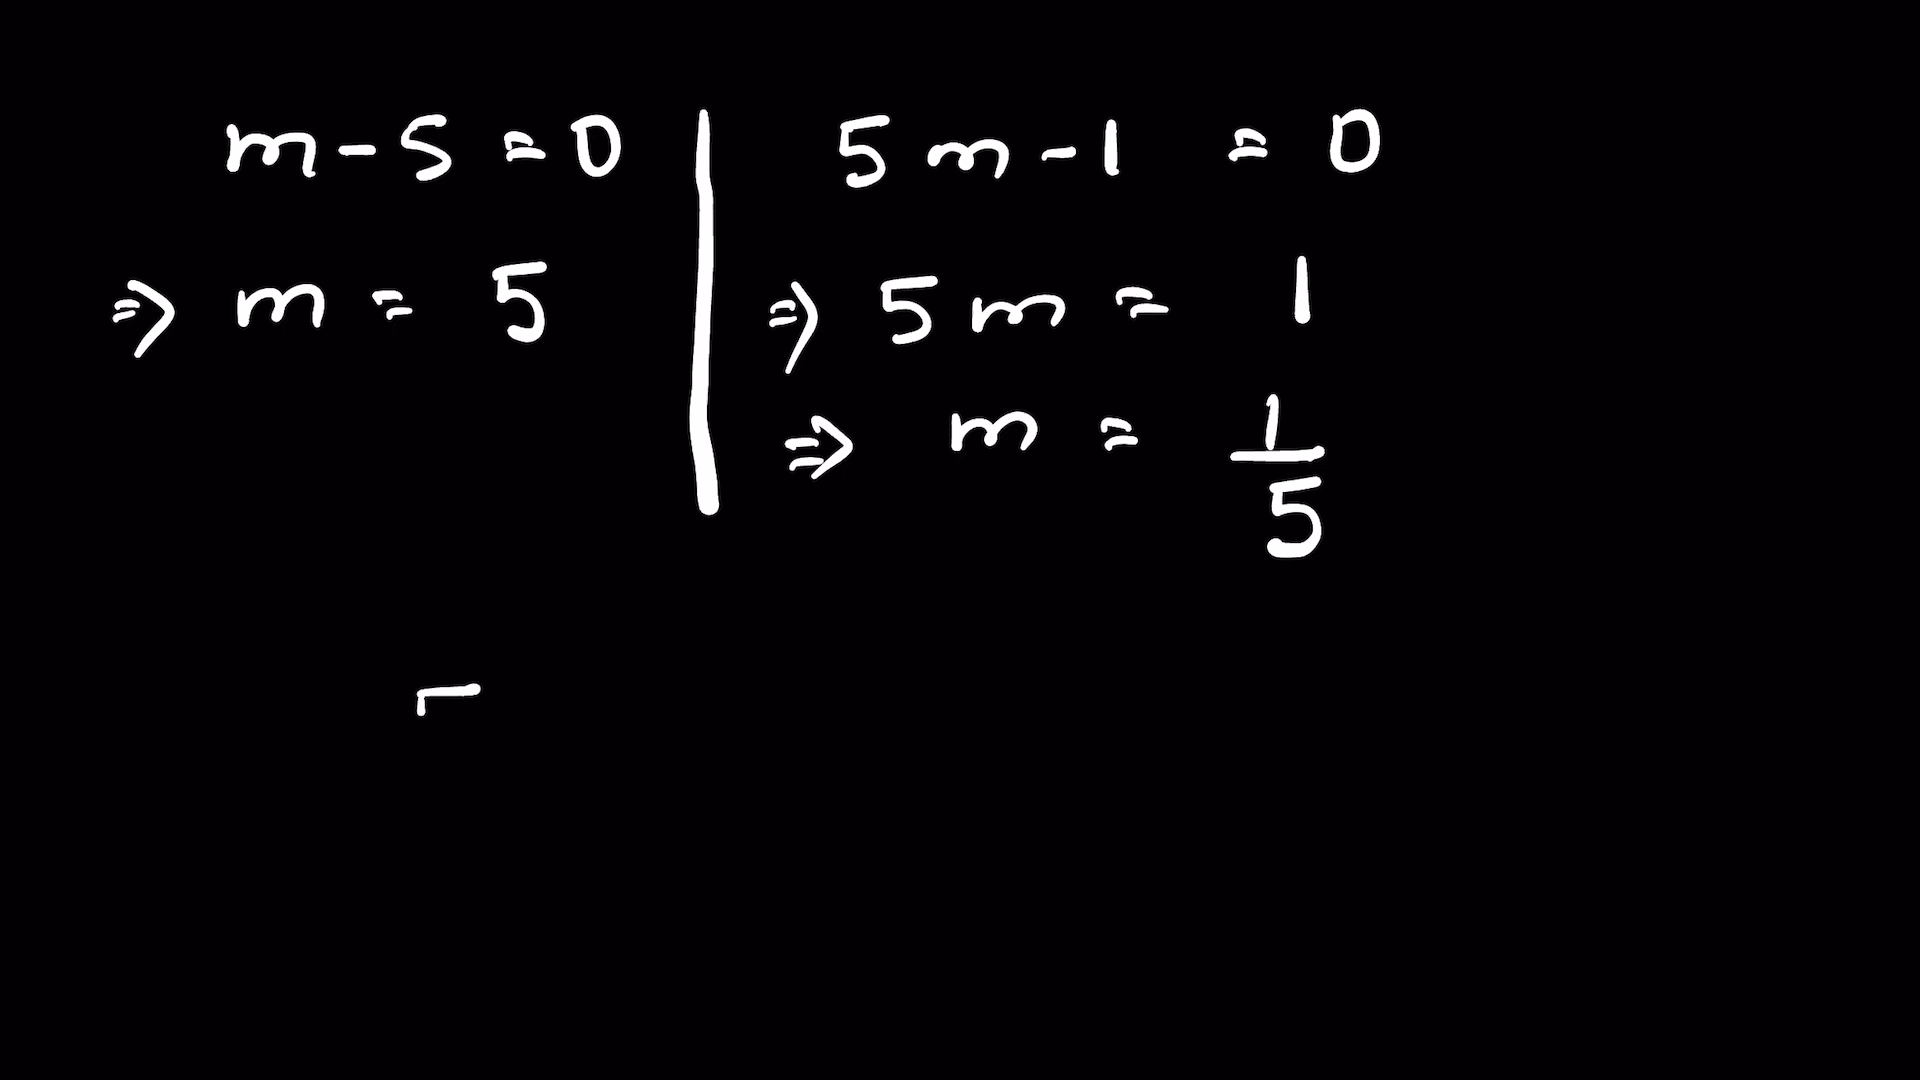 m - 5 = 0
⇒ m = 5
5m - 1 = 0
⇒ 5m = 1
⇒ m = 1/5